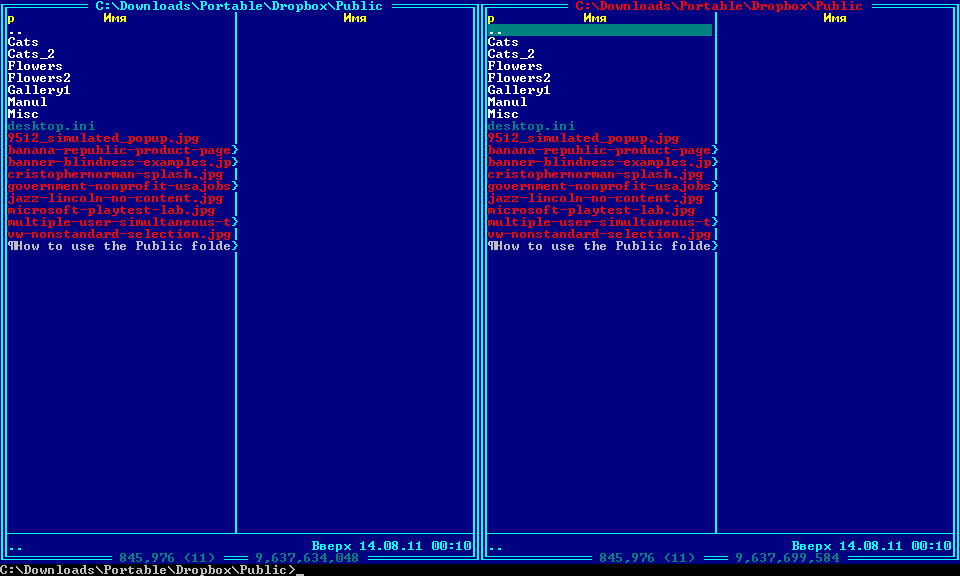 C:\Downloads\Portable\Dropbox\Public
р Имя Имя
..
Cats
Cats_2
Flowers
Flowers2
Gallery1
Manul
Misc
desktop.ini
9512_simulated_popup.jpg
banana-republic-product-page}
banner-blindness-examples.jp}
cristophernorman-splash.jpg
government-nonprofit-usajobs}
jazz-lincoln-no-content.jpg
microsoft-playtest-lab.jpg
multiple-user-simultaneous-t}
vw-nonstandard-selection.jpg
¶How to use the Public folde}
.. Вверх 14.08.11 00:10
845,976 (11) 9,637,634,048
C:\Downloads\Portable\Dropbox\Public
р Имя Имя
..
Cats
Cats_2
Flowers
Flowers2
Gallery1
Manul
Misc
desktop.ini
9512_simulated_popup.jpg
banana-republic-product-page}
banner-blindness-examples.jp}
cristophernorman-splash.jpg
government-nonprofit-usajobs}
jazz-lincoln-no-content.jpg
microsoft-playtest-lab.jpg
multiple-user-simultaneous-t}
vw-nonstandard-selection.jpg
¶How to use the Public folde}
.. Вверх 14.08.11 00:10
845,976 (11) 9,637,699,584
C:\Downloads\Portable\Dropbox\Public>_